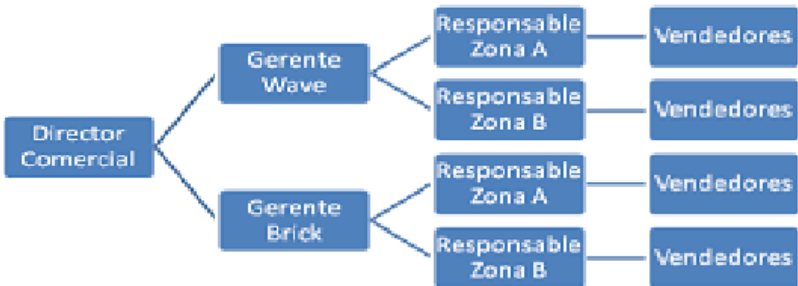 Director
Comercial
Gerente
Wave
Responsable
Zona A
Vendedores
Responsable
Zona B
Vendedores
Gerente
Brick
Responsable
Zona A
Vendedores
Responsable
Zona B
Vendedores